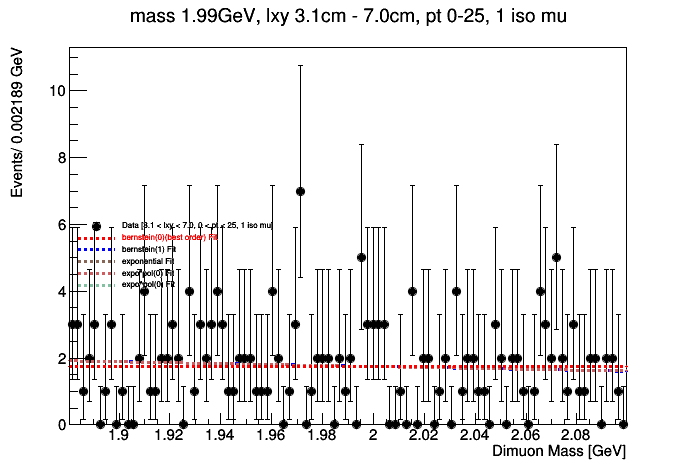 mass 1.99GeV, lxy 3.1cm - 7.0cm, pt 0-25, 1 iso mu
Events/ 0.002189 GeV
10
8
6
4
2
0
Data [3.1 < lxy < 7.0, 0 < pt < 25, 1 iso mu]
bernstein(0)(best order) Fit
bernstein(1) Fit
exponential Fit
expo*pol(0) Fit
expo*pol(0) Fit
1.9 1.92 1.94 1.96 1.98 2 2.02 2.04 2.06 2.08
Dimuon Mass [GeV]